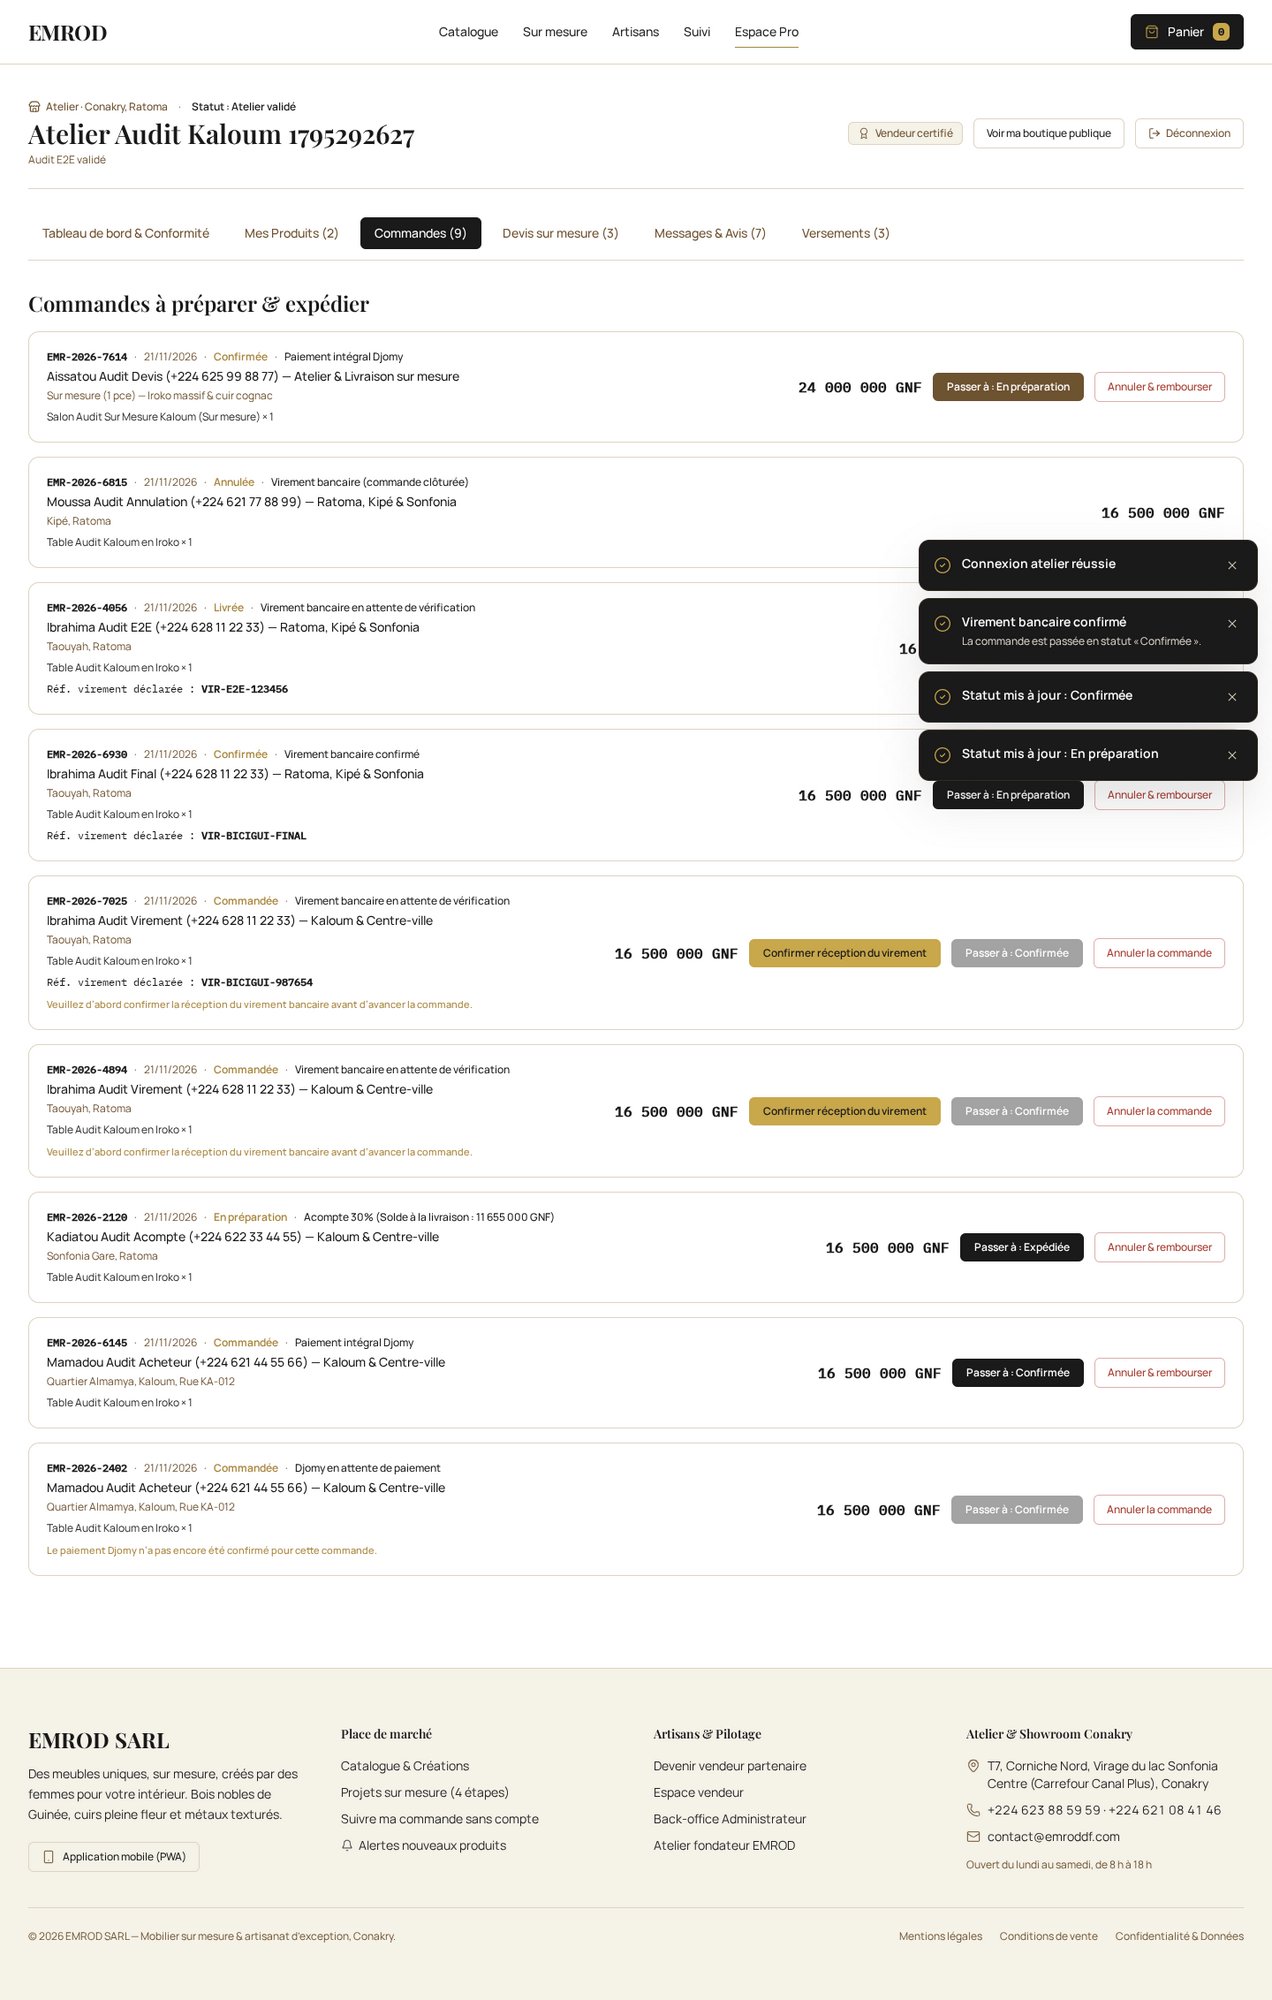 EMROD
Catalogue
Sur mesure
Artisans
Suivi
Espace Pro
Panier 0
Atelier · Conakry, Ratoma · Statut : Atelier validé
Atelier Audit Kaloum 1795292627
Audit E2E validé
Vendeur certifié
Voir ma boutique publique
Déconnexion
Tableau de bord & Conformité
Mes Produits (2)
Commandes (9)
Devis sur mesure (3)
Messages & Avis (7)
Versements (3)
Commandes à préparer & expédier
EMR-2026-7614 · 21/11/2026 · Confirmée · Paiement intégral Djomy
Aissatou Audit Devis (+224 625 99 88 77) — Atelier & Livraison sur mesure
Sur mesure (1 pce) — Iroko massif & cuir cognac
Salon Audit Sur Mesure Kaloum (Sur mesure) × 1
24 000 000 GNF
Passer à : En préparation
Annuler & rembourser
EMR-2026-6815 · 21/11/2026 · Annulée · Virement bancaire (commande clôturée)
Moussa Audit Annulation (+224 621 77 88 99) — Ratoma, Kipé & Sonfonia
Kipé, Ratoma
Table Audit Kaloum en Iroko × 1
16 500 000 GNF
EMR-2026-4056 · 21/11/2026 · Livrée · Virement bancaire en attente de vérification
Ibrahima Audit E2E (+224 628 11 22 33) — Ratoma, Kipé & Sonfonia
Taouyah, Ratoma
Table Audit Kaloum en Iroko × 1
Réf. virement déclarée : VIR-E2E-123456
16
Connexion atelier réussie
Virement bancaire confirmé
La commande est passée en statut « Confirmée ».
Statut mis à jour : Confirmée
Statut mis à jour : En préparation
EMR-2026-6930 · 21/11/2026 · Confirmée · Virement bancaire confirmé
Ibrahima Audit Final (+224 628 11 22 33) — Ratoma, Kipé & Sonfonia
Taouyah, Ratoma
Table Audit Kaloum en Iroko × 1
Réf. virement déclarée : VIR-BICIGUI-FINAL
16 500 000 GNF
Passer à : En préparation
Annuler & rembourser
EMR-2026-7025 · 21/11/2026 · Commandée · Virement bancaire en attente de vérification
Ibrahima Audit Virement (+224 628 11 22 33) — Kaloum & Centre-ville
Taouyah, Ratoma
Table Audit Kaloum en Iroko × 1
Réf. virement déclarée : VIR-BICIGUI-987654
Veuillez d'abord confirmer la réception du virement bancaire avant d'avancer la commande.
16 500 000 GNF
Confirmer réception du virement
Passer à : Confirmée
Annuler la commande
EMR-2026-4894 · 21/11/2026 · Commandée · Virement bancaire en attente de vérification
Ibrahima Audit Virement (+224 628 11 22 33) — Kaloum & Centre-ville
Taouyah, Ratoma
Table Audit Kaloum en Iroko × 1
Veuillez d'abord confirmer la réception du virement bancaire avant d'avancer la commande.
16 500 000 GNF
Confirmer réception du virement
Passer à : Confirmée
Annuler la commande
EMR-2026-2120 · 21/11/2026 · En préparation · Acompte 30% (Solde à la livraison : 11 655 000 GNF)
Kadiatou Audit Acompte (+224 622 33 44 55) — Kaloum & Centre-ville
Sonfonia Gare, Ratoma
Table Audit Kaloum en Iroko × 1
16 500 000 GNF
Passer à : Expédiée
Annuler & rembourser
EMR-2026-6145 · 21/11/2026 · Commandée · Paiement intégral Djomy
Mamadou Audit Acheteur (+224 621 44 55 66) — Kaloum & Centre-ville
Quartier Almamya, Kaloum, Rue KA-012
Table Audit Kaloum en Iroko × 1
16 500 000 GNF
Passer à : Confirmée
Annuler & rembourser
EMR-2026-2402 · 21/11/2026 · Commandée · Djomy en attente de paiement
Mamadou Audit Acheteur (+224 621 44 55 66) — Kaloum & Centre-ville
Quartier Almamya, Kaloum, Rue KA-012
Table Audit Kaloum en Iroko × 1
Le paiement Djomy n'a pas encore été confirmé pour cette commande.
16 500 000 GNF
Passer à : Confirmée
Annuler la commande
EMROD SARL
Des meubles uniques, sur mesure, créés par des
femmes pour votre intérieur. Bois nobles de
Guinée, cuirs pleine fleur et métaux texturés.
Application mobile (PWA)
Place de marché
Catalogue & Créations
Projets sur mesure (4 étapes)
Suivre ma commande sans compte
Alertes nouveaux produits
Artisans & Pilotage
Devenir vendeur partenaire
Espace vendeur
Back-office Administrateur
Atelier fondateur EMROD
Atelier & Showroom Conakry
T7, Corniche Nord, Virage du lac Sonfonia
Centre (Carrefour Canal Plus), Conakry
+224 623 88 59 59 · +224 621 08 41 46
contact@emroddf.com
Ouvert du lundi au samedi, de 8 h à 18 h
© 2026 EMROD SARL — Mobilier sur mesure & artisanat d'exception, Conakry.
Mentions légales
Conditions de vente
Confidentialité & Données